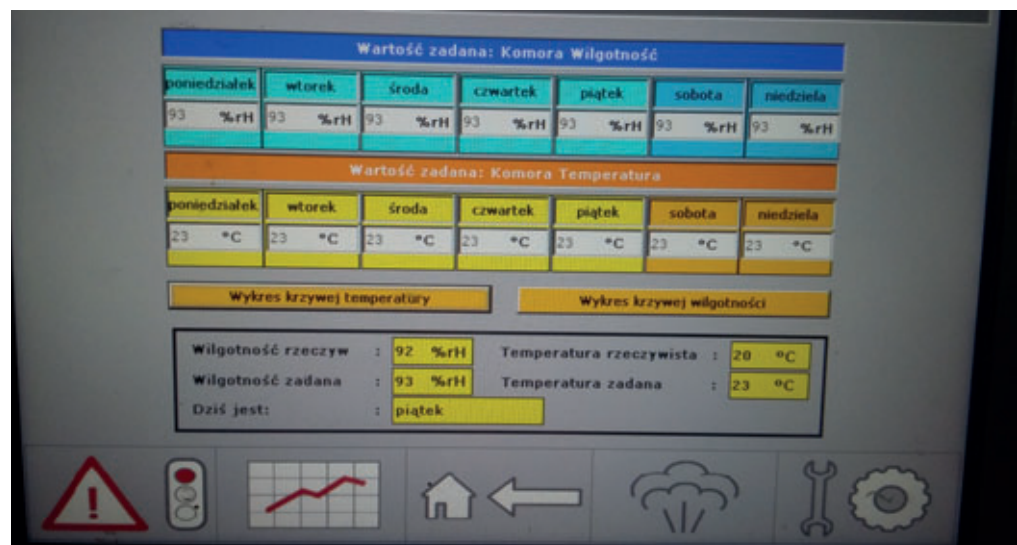 Wartość zadana: Komora Wilgotność
poniedziałek wtorek środa czwartek piątek sobota niedziela
93 %rH 93 %rH 93 %rH 93 %rH 93 %rH 93 %rH 93 %rH
Wartość zadana: Komora Temperatura
poniedziałek wtorek środa czwartek piątek sobota niedziela
23 °C 23 °C 23 °C 23 °C 23 °C 23 °C 23 °C
Wykres krzywej temperatury Wykres krzywej wilgotności
Wilgotność rzeczyw : 92 %rH Temperatura rzeczywista : 20 °C
Wilgotność zadana : 93 %rH Temperatura zadana : 23 °C
Dziś jest: : piątek